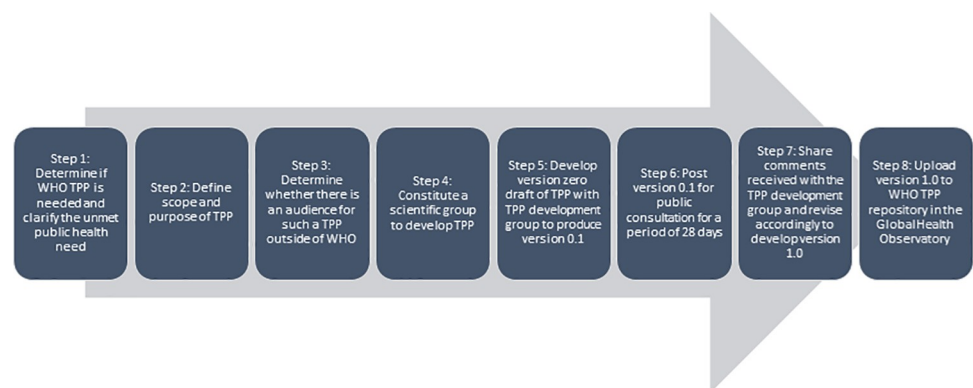 Step 1:
Determine if
WHO TPP is
needed and
clarify the unmet
public health
need
Step 2: Define
scope and
purpose of TPP
Step 3:
Determine
whether there is
an audience for
such a TPP
outside of WHO
Step 4:
Constitute a
scientific group
to develop TPP
Step 5: Develop
version zero
draft of TPP with
TPP development
group to produce
version 0.1
Step 6: Post
version 0.1 for
public
consultation for a
period of 28 days
Step 7: Share
comments
received with the
TPP development
group and revise
accordingly to
develop version
1.0
Step 8: Upload
version 1.0 to
WHO TPP
repository in the
Global Health
Observatory